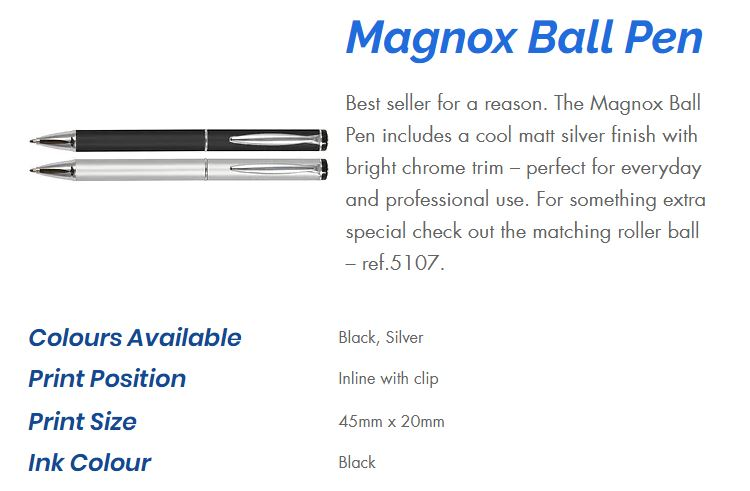 Magnox Ball Pen
Best seller for a reason. The Magnox Ball
Pen includes a cool matt silver finish with
bright chrome trim – perfect for everyday
and professional use. For something extra
special check out the matching roller ball
– ref.5107.
Colours Available Black, Silver
Print Position Inline with clip
Print Size 45mm x 20mm
Ink Colour Black